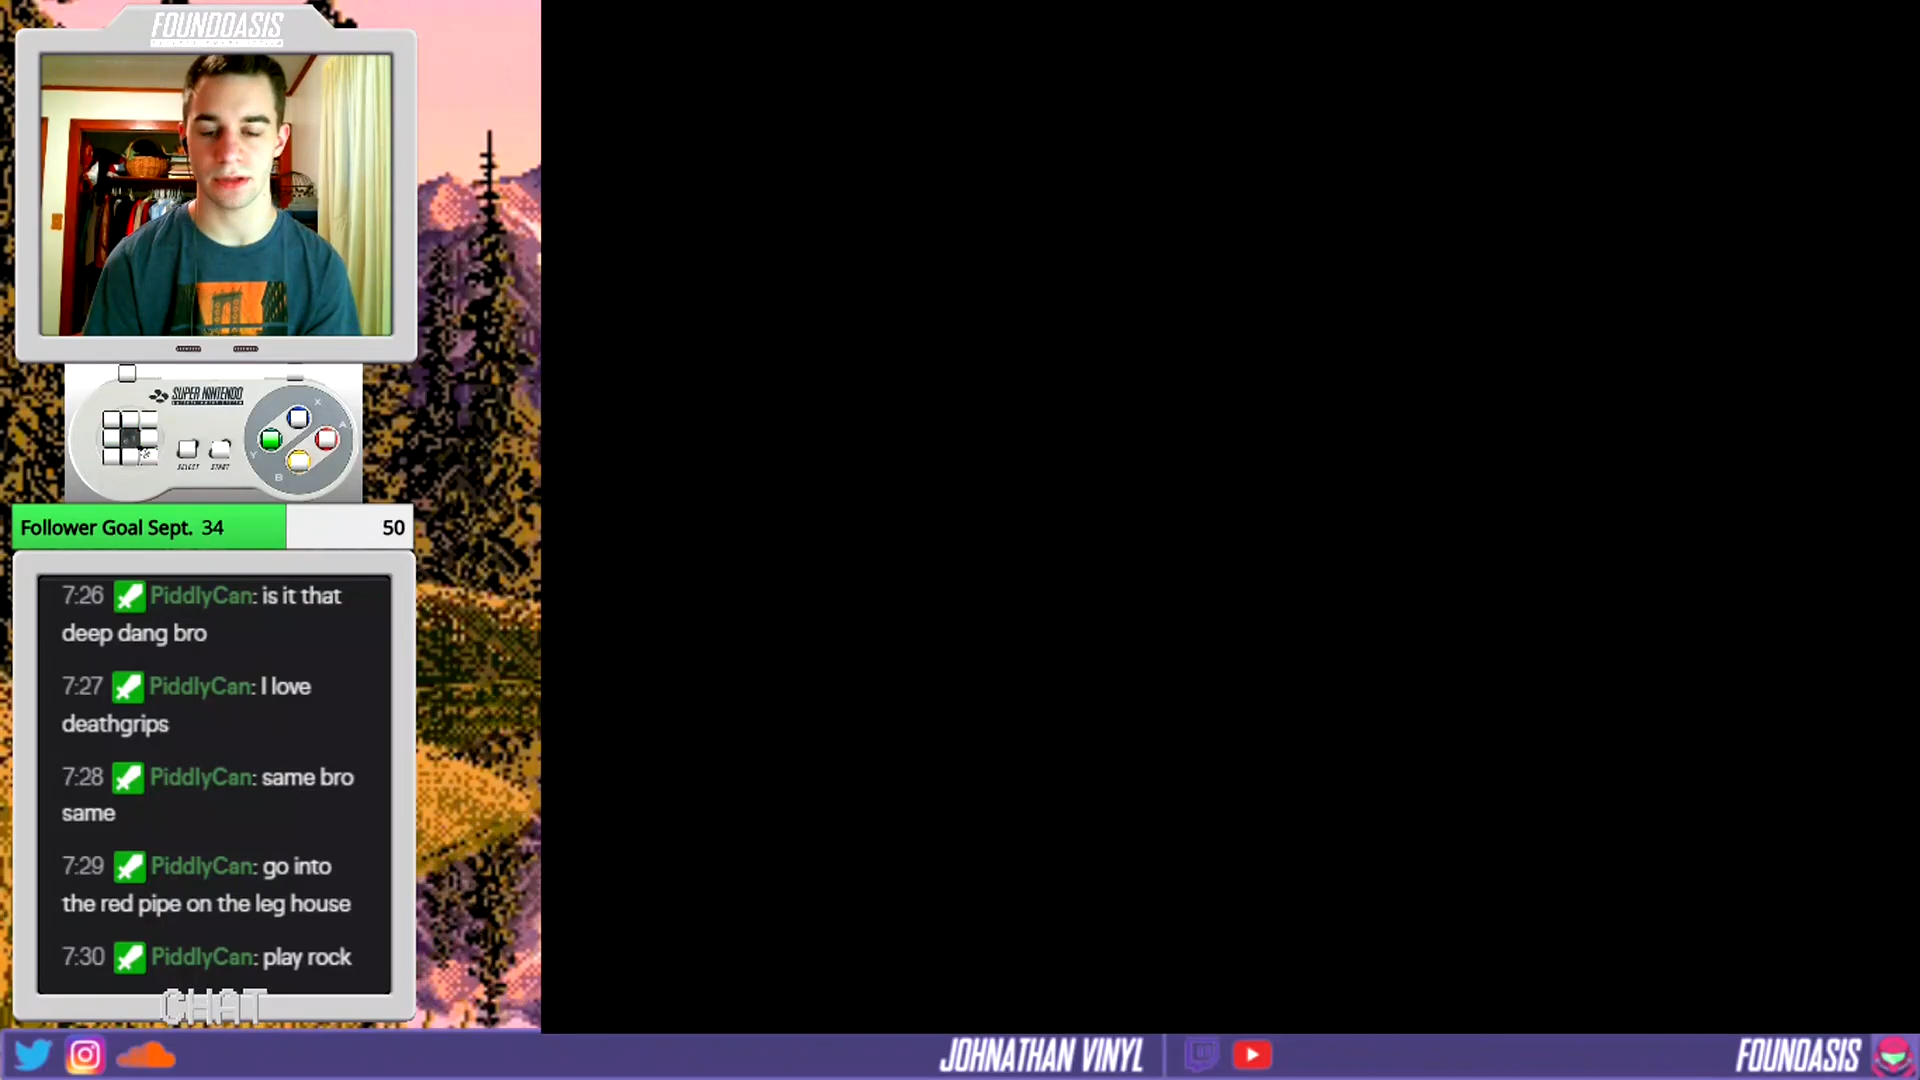 FOUNDOASIS
SUPER NINTENDO
X
A
Y
B
SELECT
START
Follower Goal Sept. 34
50
7:26 PiddlyCan: is it that
deep dang bro
7:27 PiddlyCan: I love
deathgrips
7:28 PiddlyCan: same bro
same
7:29 PiddlyCan: go into
the red pipe on the leg house
7:30 PiddlyCan: play rock
CHAT
JOHNATHAN VINYL
FOUNOASIS